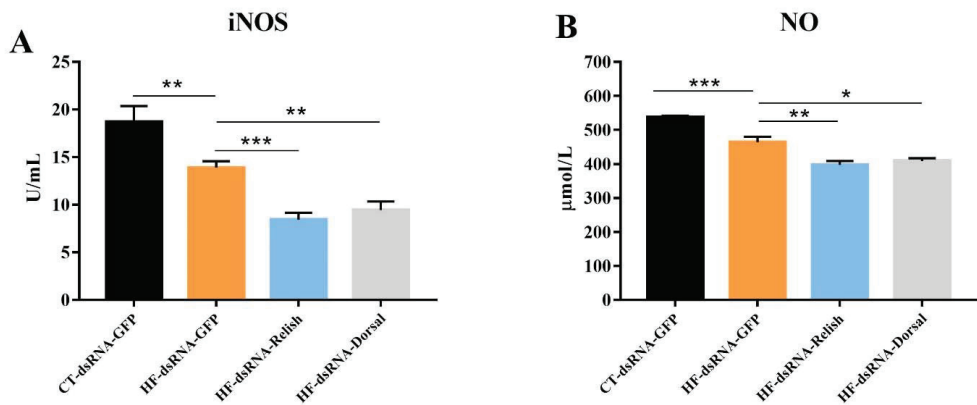 A
iNOS
U/mL
25
20
15
10
5
0
**
**
***
CT-dsRNA-GFP
HF-dsRNA-GFP
HF-dsRNA-Relish
HF-dsRNA-Dorsal
B
NO
μmol/L
700
600
500
400
300
200
100
0
***
*
**
CT-dsRNA-GFP
HF-dsRNA-GFP
HF-dsRNA-Relish
HF-dsRNA-Dorsal